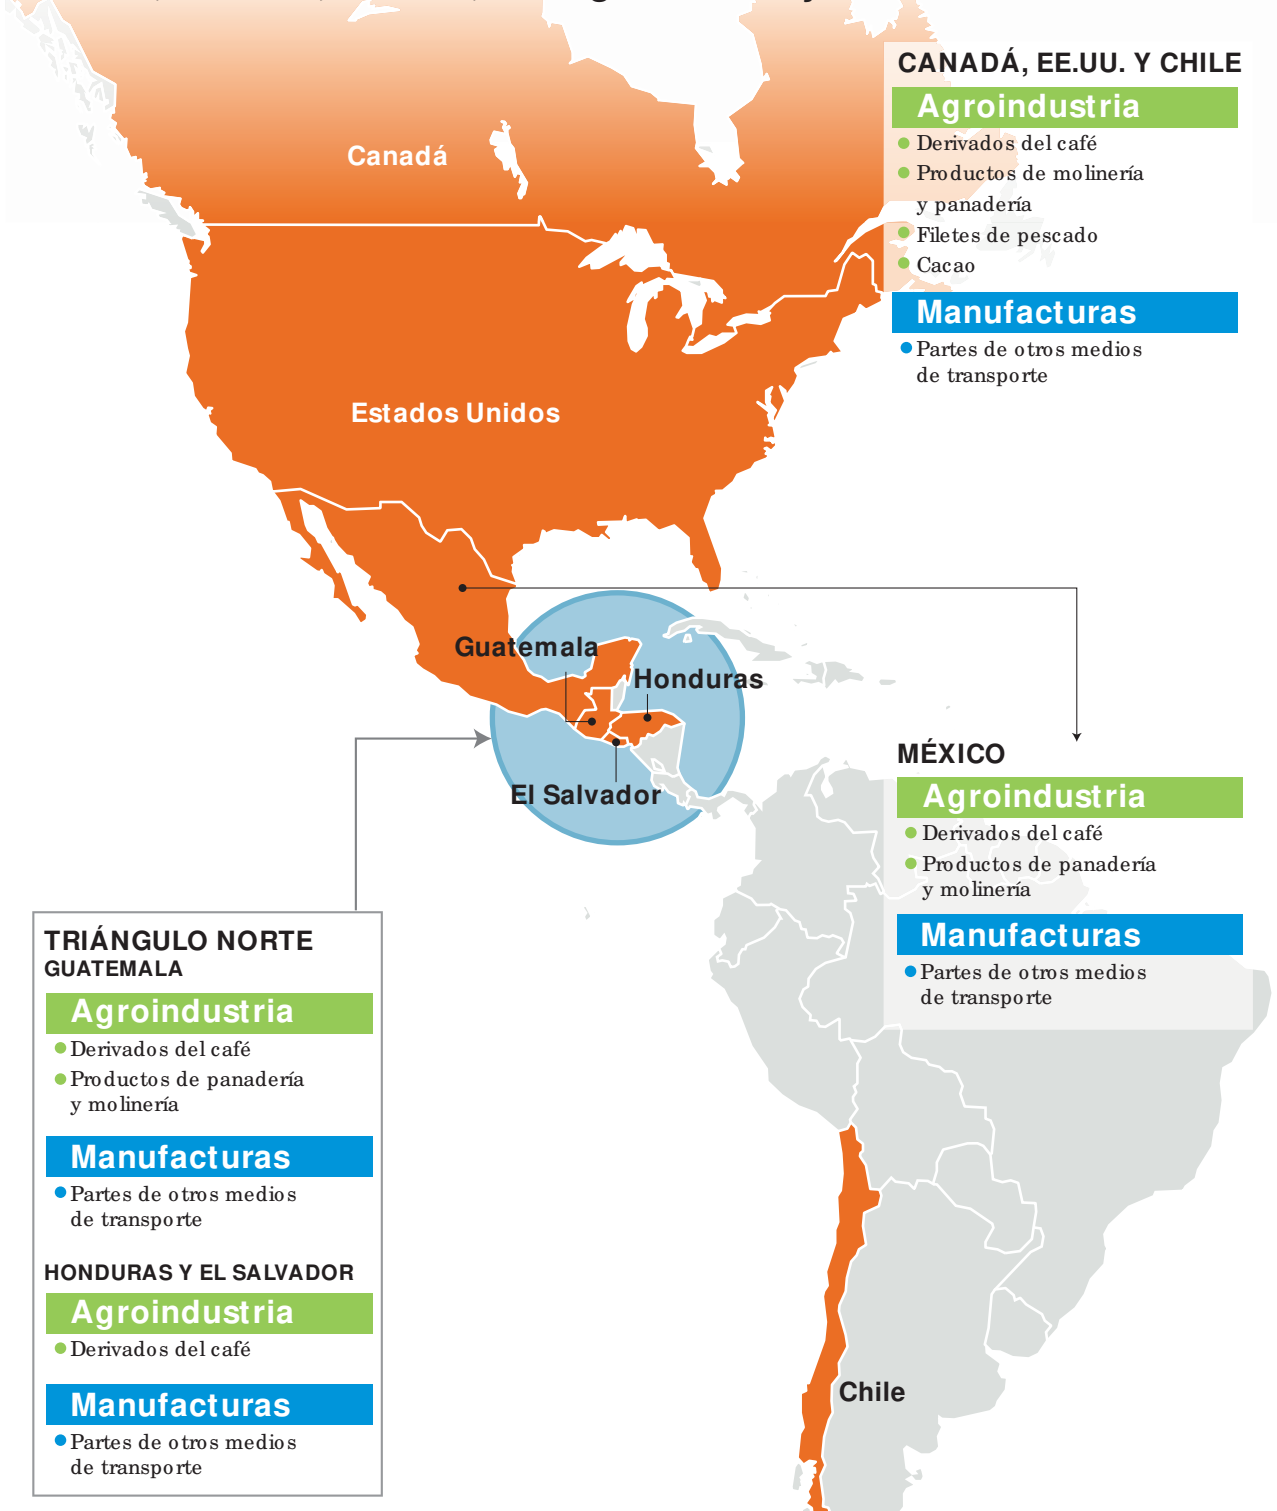 CANADÁ, EE.UU. Y CHILE
Agroindustria
Derivados del café
Productos de molinería
y panadería
Filetes de pescado
Cacao
Manufacturas
Partes de otros medios
de transporte
Canadá
Estados Unidos
Guatemala
Honduras
El Salvador
MÉXICO
Agroindustria
Derivados del café
Productos de panadería
y molinería
Manufacturas
Partes de otros medios
de transporte
TRIÁNGULO NORTE
GUATEMALA
Agroindustria
Derivados del café
Productos de panadería
y molinería
Manufacturas
Partes de otros medios
de transporte
HONDURAS Y EL SALVADOR
Agroindustria
Derivados del café
Manufacturas
Partes de otros medios
de transporte
Chile